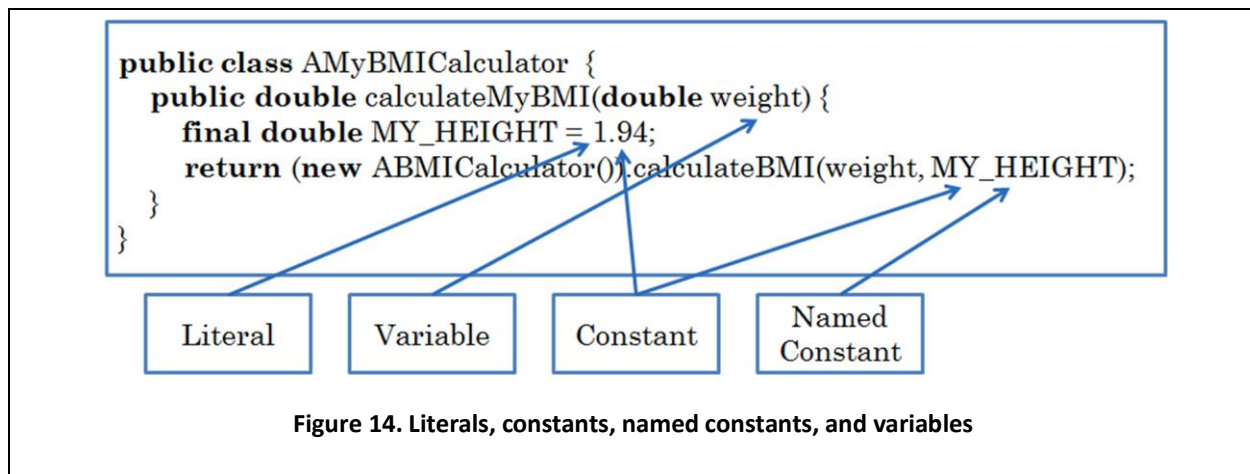 public class AMyBMICalculator {
public double calculateMyBMI(double weight) {
final double MY_HEIGHT = 1.94;
return (new ABMICalculator()).calculateBMI(weight, MY_HEIGHT);
}
}
Literal
Variable
Constant
Named
Constant
Figure 14. Literals, constants, named constants, and variables